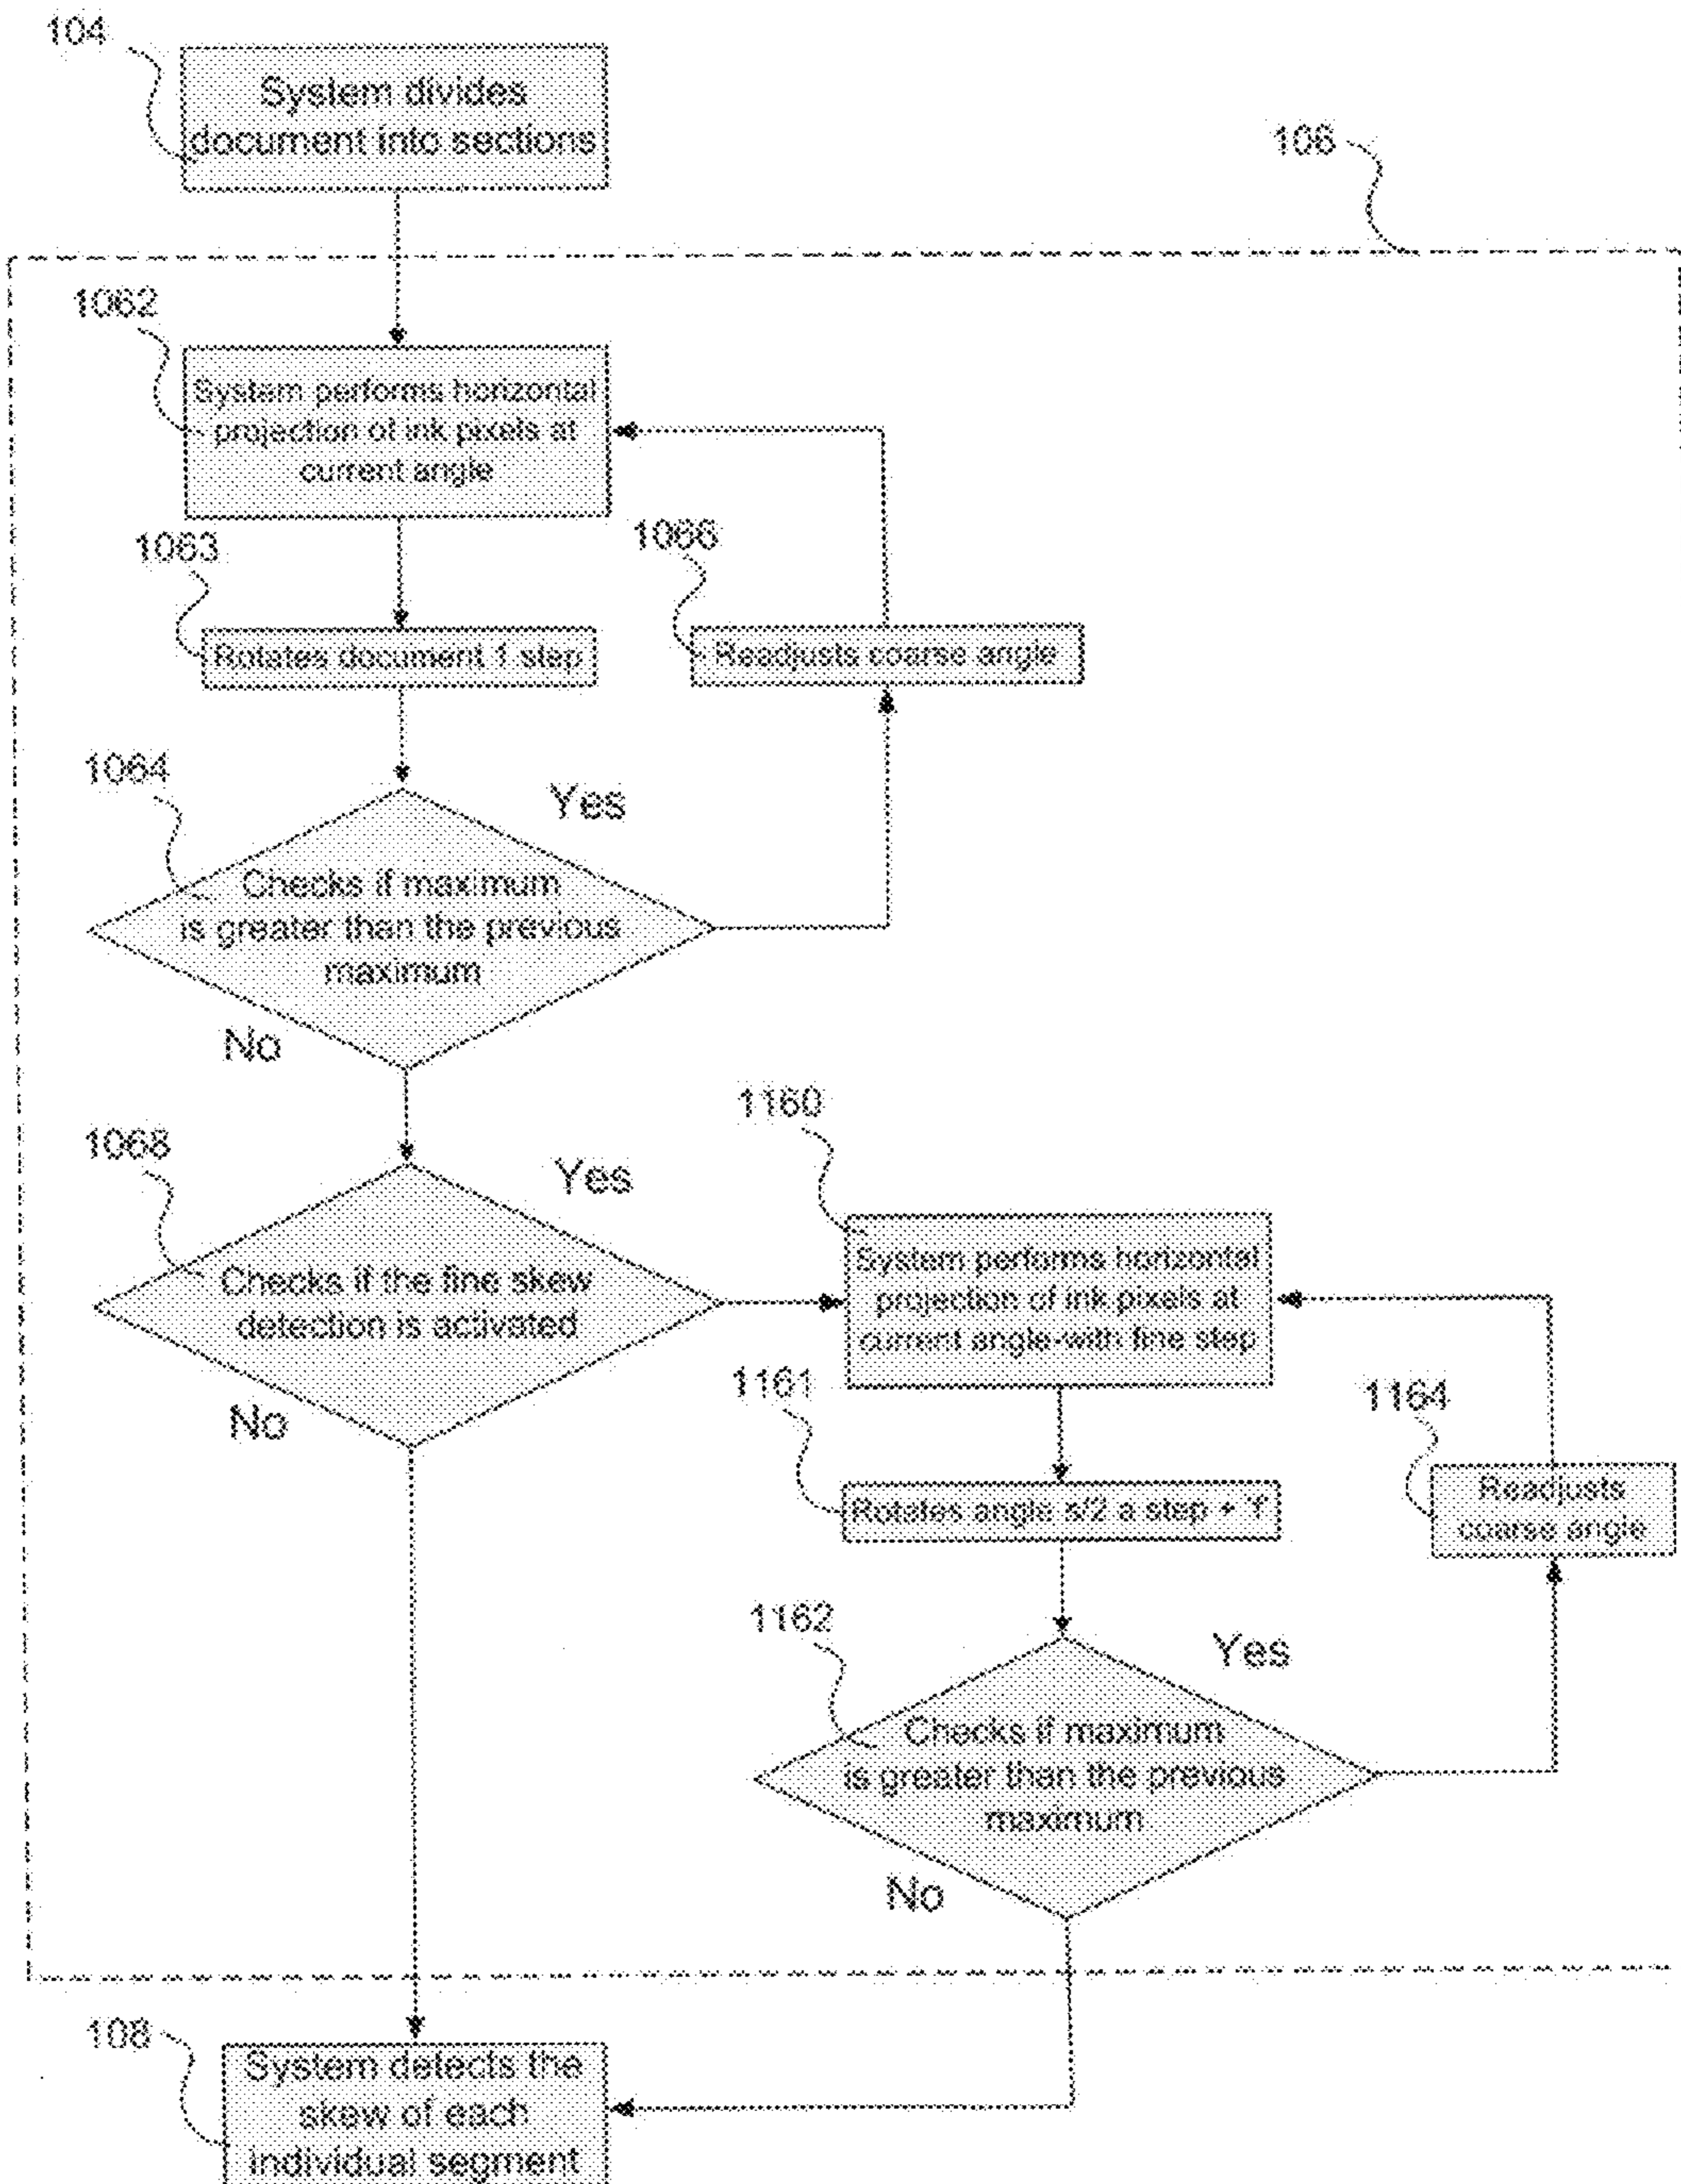 104
System divides
document into sections
106
1062
System performs horizontal
projection of ink pixels at
current angle
1063
1066
Rotates document 1 step
Readjusts coarse angle
1064
Yes
Checks if maximum
is greater than the previous
maximum
No
1068
Yes
Checks if the fine skew
detection is activated
No
1160
System performs horizontal
projection of ink pixels at
current angle-with fine step
1161
1164
Rotates angle s/2 a step +
Readjusts
coarse angle
1162
Yes
Checks if maximum
is greater than the previous
maximum
No
108
System detects the
skew of each
individual segment